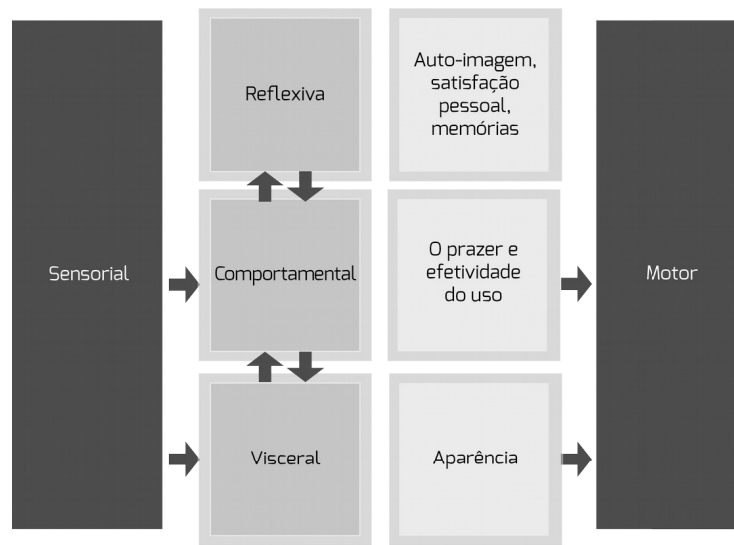 Reflexiva
Auto-imagem,
satisfação
pessoal,
memórias
Sensorial
Comportamental
O prazer e
efetividade
do uso
Motor
Visceral
Aparência